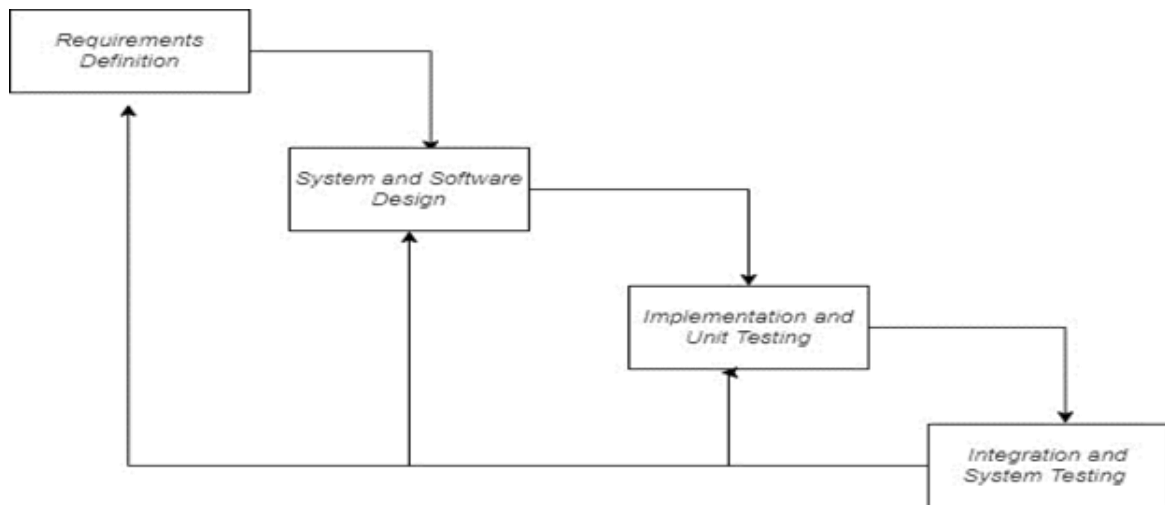 Requirements
Definition
System and Software
Design
Implementation and
Unit Testing
Integration and
System Testing